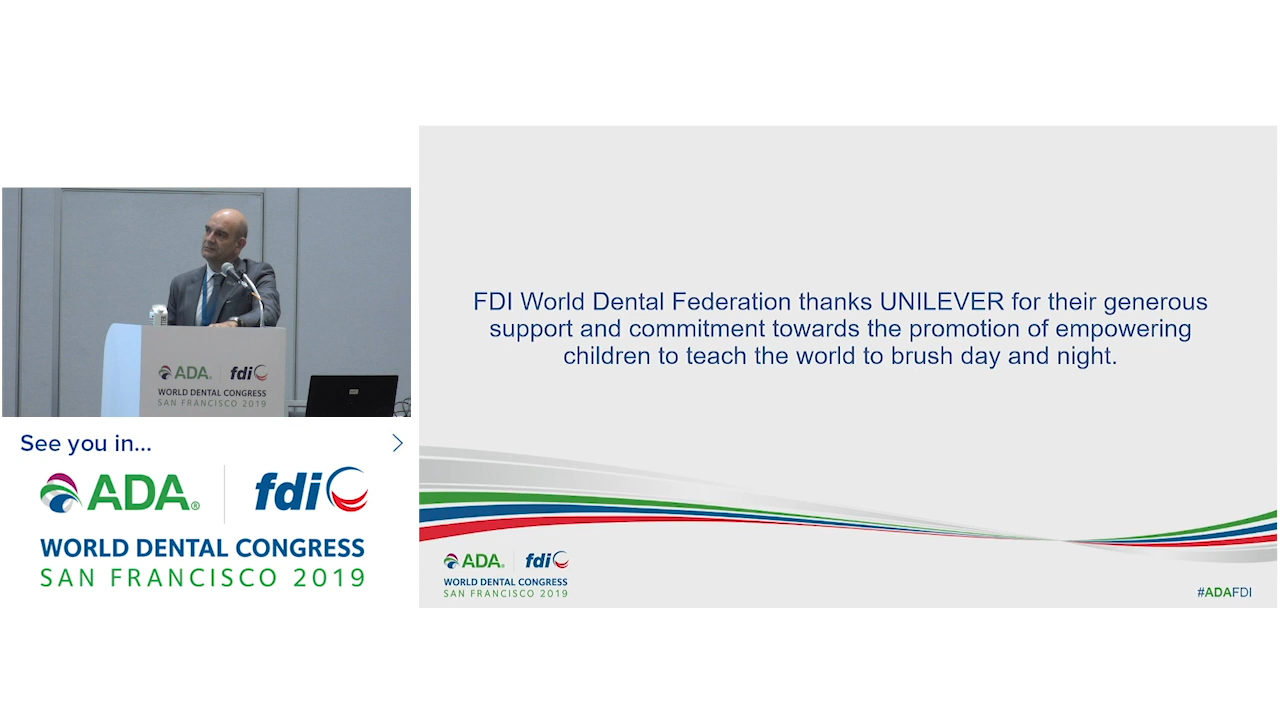 ADA® fdi
WORLD DENTAL CONGRESS
SAN FRANCISCO 2019
See you in...
ADA® fdi
WORLD DENTAL CONGRESS
SAN FRANCISCO 2019
FDI World Dental Federation thanks UNILEVER for their generous
support and commitment towards the promotion of empowering
children to teach the world to brush day and night.
ADA® fdi
WORLD DENTAL CONGRESS
SAN FRANCISCO 2019
#ADAFDI